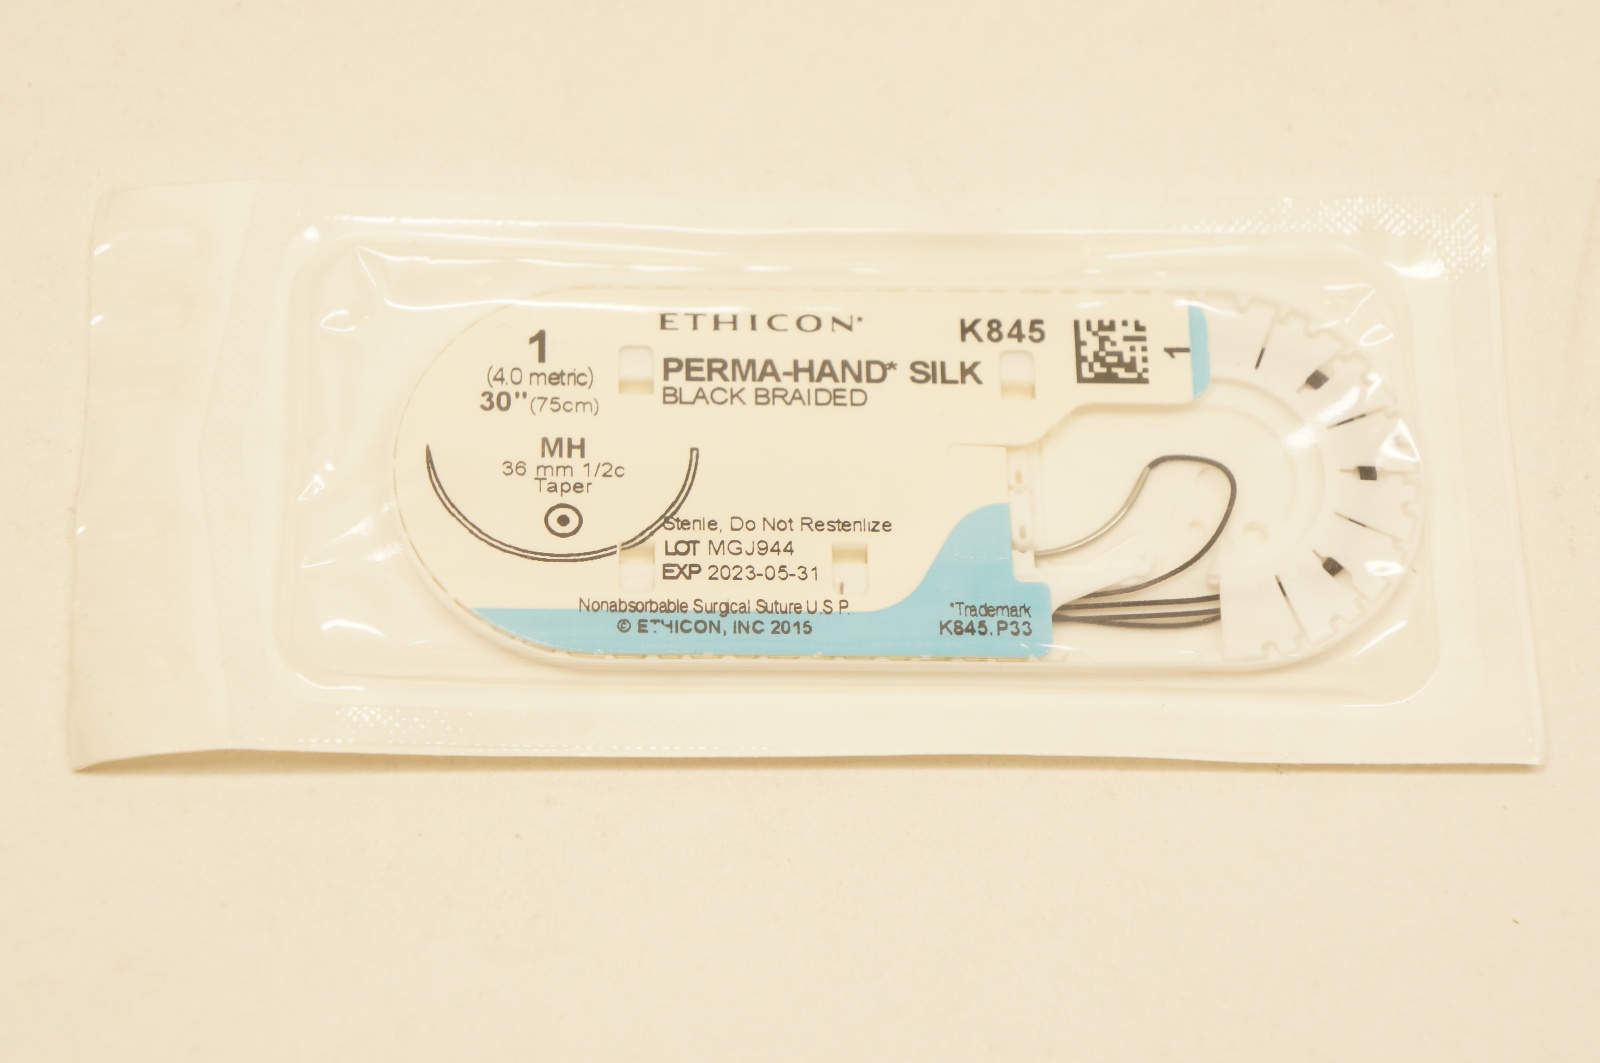 1
(4.0 metric)
30" (75cm)
MH
36 mm 1/2c
Taper
ETHICON*
PERMA-HAND* SILK
BLACK BRAIDED
K845
1
Sterile, Do Not Resterilize
LOT MGJ944
EXP 2023-05-31
Nonabsorbable Surgical Suture U.S.P.
© ETHICON, INC 2015
*Trademark
K845.P33